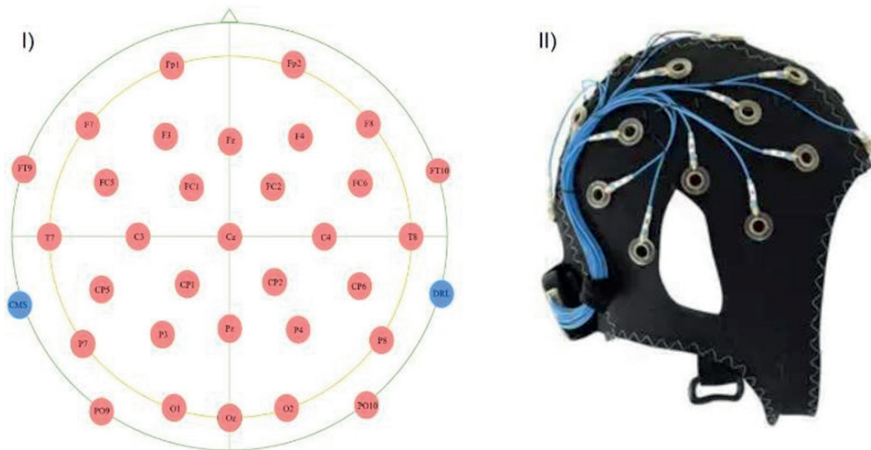 I)
II)
Fp1
Fp2
F7
F3
Fz
F4
F8
FT9
FC5
FC1
FC2
FC6
FT10
T7
C3
Cz
C4
T8
CMS
CP5
CP1
CP2
CP6
DRL
P7
P3
Pz
P4
P8
PO9
O1
Oz
O2
PO10